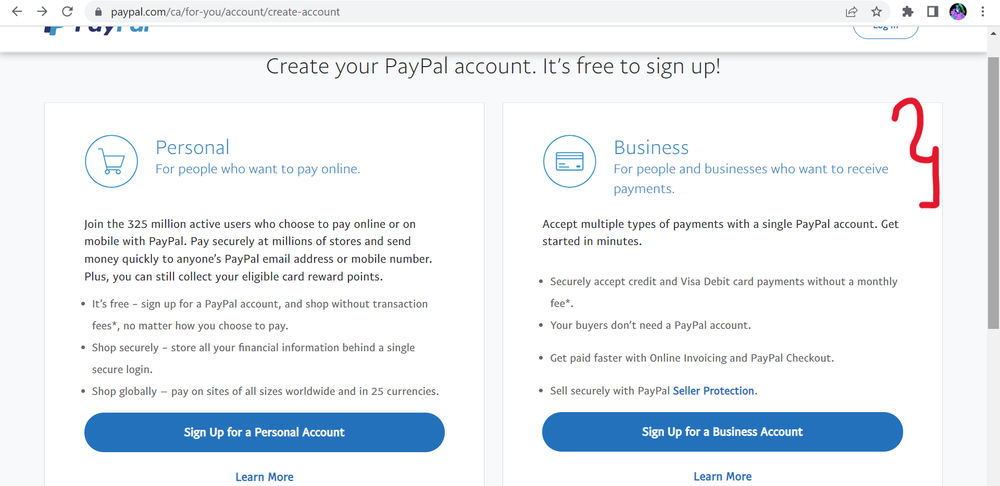 paypal.com/ca/for-you/account/create-account
PayPal
Log In
Create your PayPal account. It's free to sign up!
Personal
For people who want to pay online.
Join the 325 million active users who choose to pay online or on
mobile with PayPal. Pay securely at millions of stores and send
money quickly to anyone's PayPal email address or mobile number.
Plus, you can still collect your eligible card reward points.
• It's free - sign up for a PayPal account, and shop without transaction
fees*, no matter how you choose to pay.
• Shop securely - store all your financial information behind a single
secure login.
• Shop globally – pay on sites of all sizes worldwide and in 25 currencies.
Sign Up for a Personal Account
Learn More
Business
For people and businesses who want to receive
payments.
Accept multiple types of payments with a single PayPal account. Get
started in minutes.
• Securely accept credit and Visa Debit card payments without a monthly
fee*.
• Your buyers don't need a PayPal account.
• Get paid faster with Online Invoicing and PayPal Checkout.
• Sell securely with PayPal Seller Protection.
Sign Up for a Business Account
Learn More